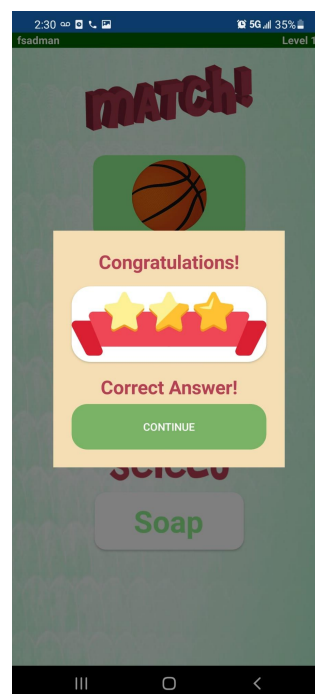 2:30
5G 35%
fsadman Level 1
MATCh!
Congratulations!
Correct Answer!
CONTINUE
Soap